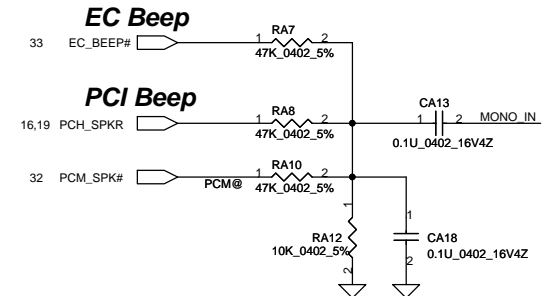 EC Beep
33 EC_BEEP# 1 RA7 2
47K_0402_5%
PCI Beep
16,19 PCH_SPKR 1 RA8 2
47K_0402_5%
CA13
1 2 MONO_IN
0.1U_0402_16V4Z
32 PCM_SPK# PCM@ 1 RA10 2
47K_0402_5%
1
RA12
10K_0402_5%
2
1
CA18
0.1U_0402_16V4Z
2